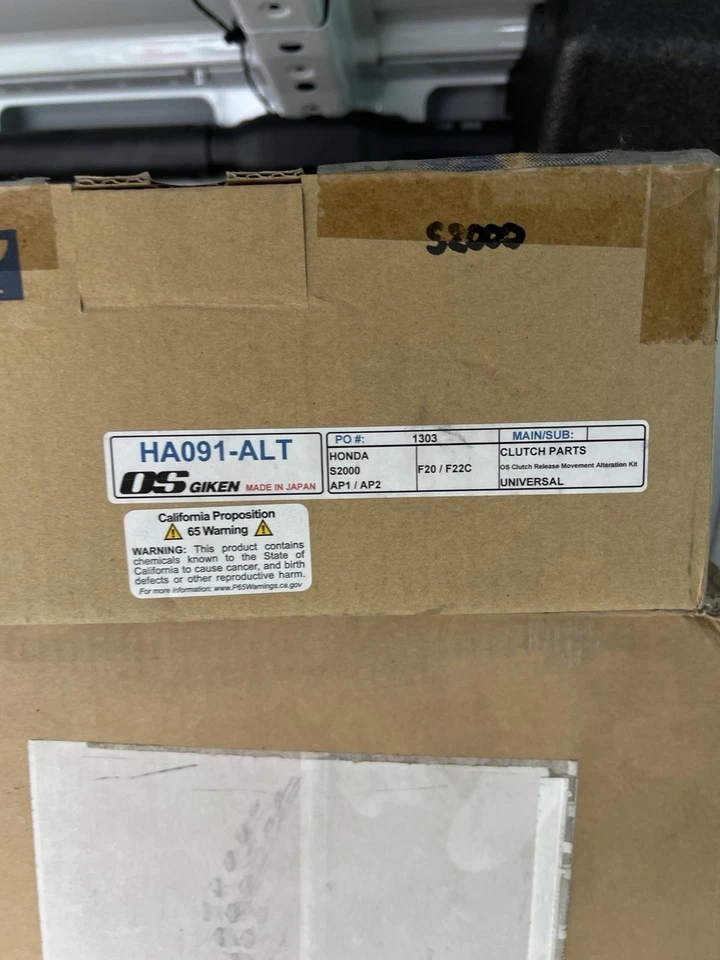 S2000
HA091-ALT
OS GIKEN MADE IN JAPAN
PO #: 1303 MAIN/SUB:
HONDA
S2000
AP1 / AP2
F20 / F22C
CLUTCH PARTS
OS Clutch Release Movement Alteration Kit
UNIVERSAL
California Proposition
65 Warning
WARNING: This product contains
chemicals known to the State of
California to cause cancer, and birth
defects or other reproductive harm.
For more information: www.P65Warnings.ca.gov